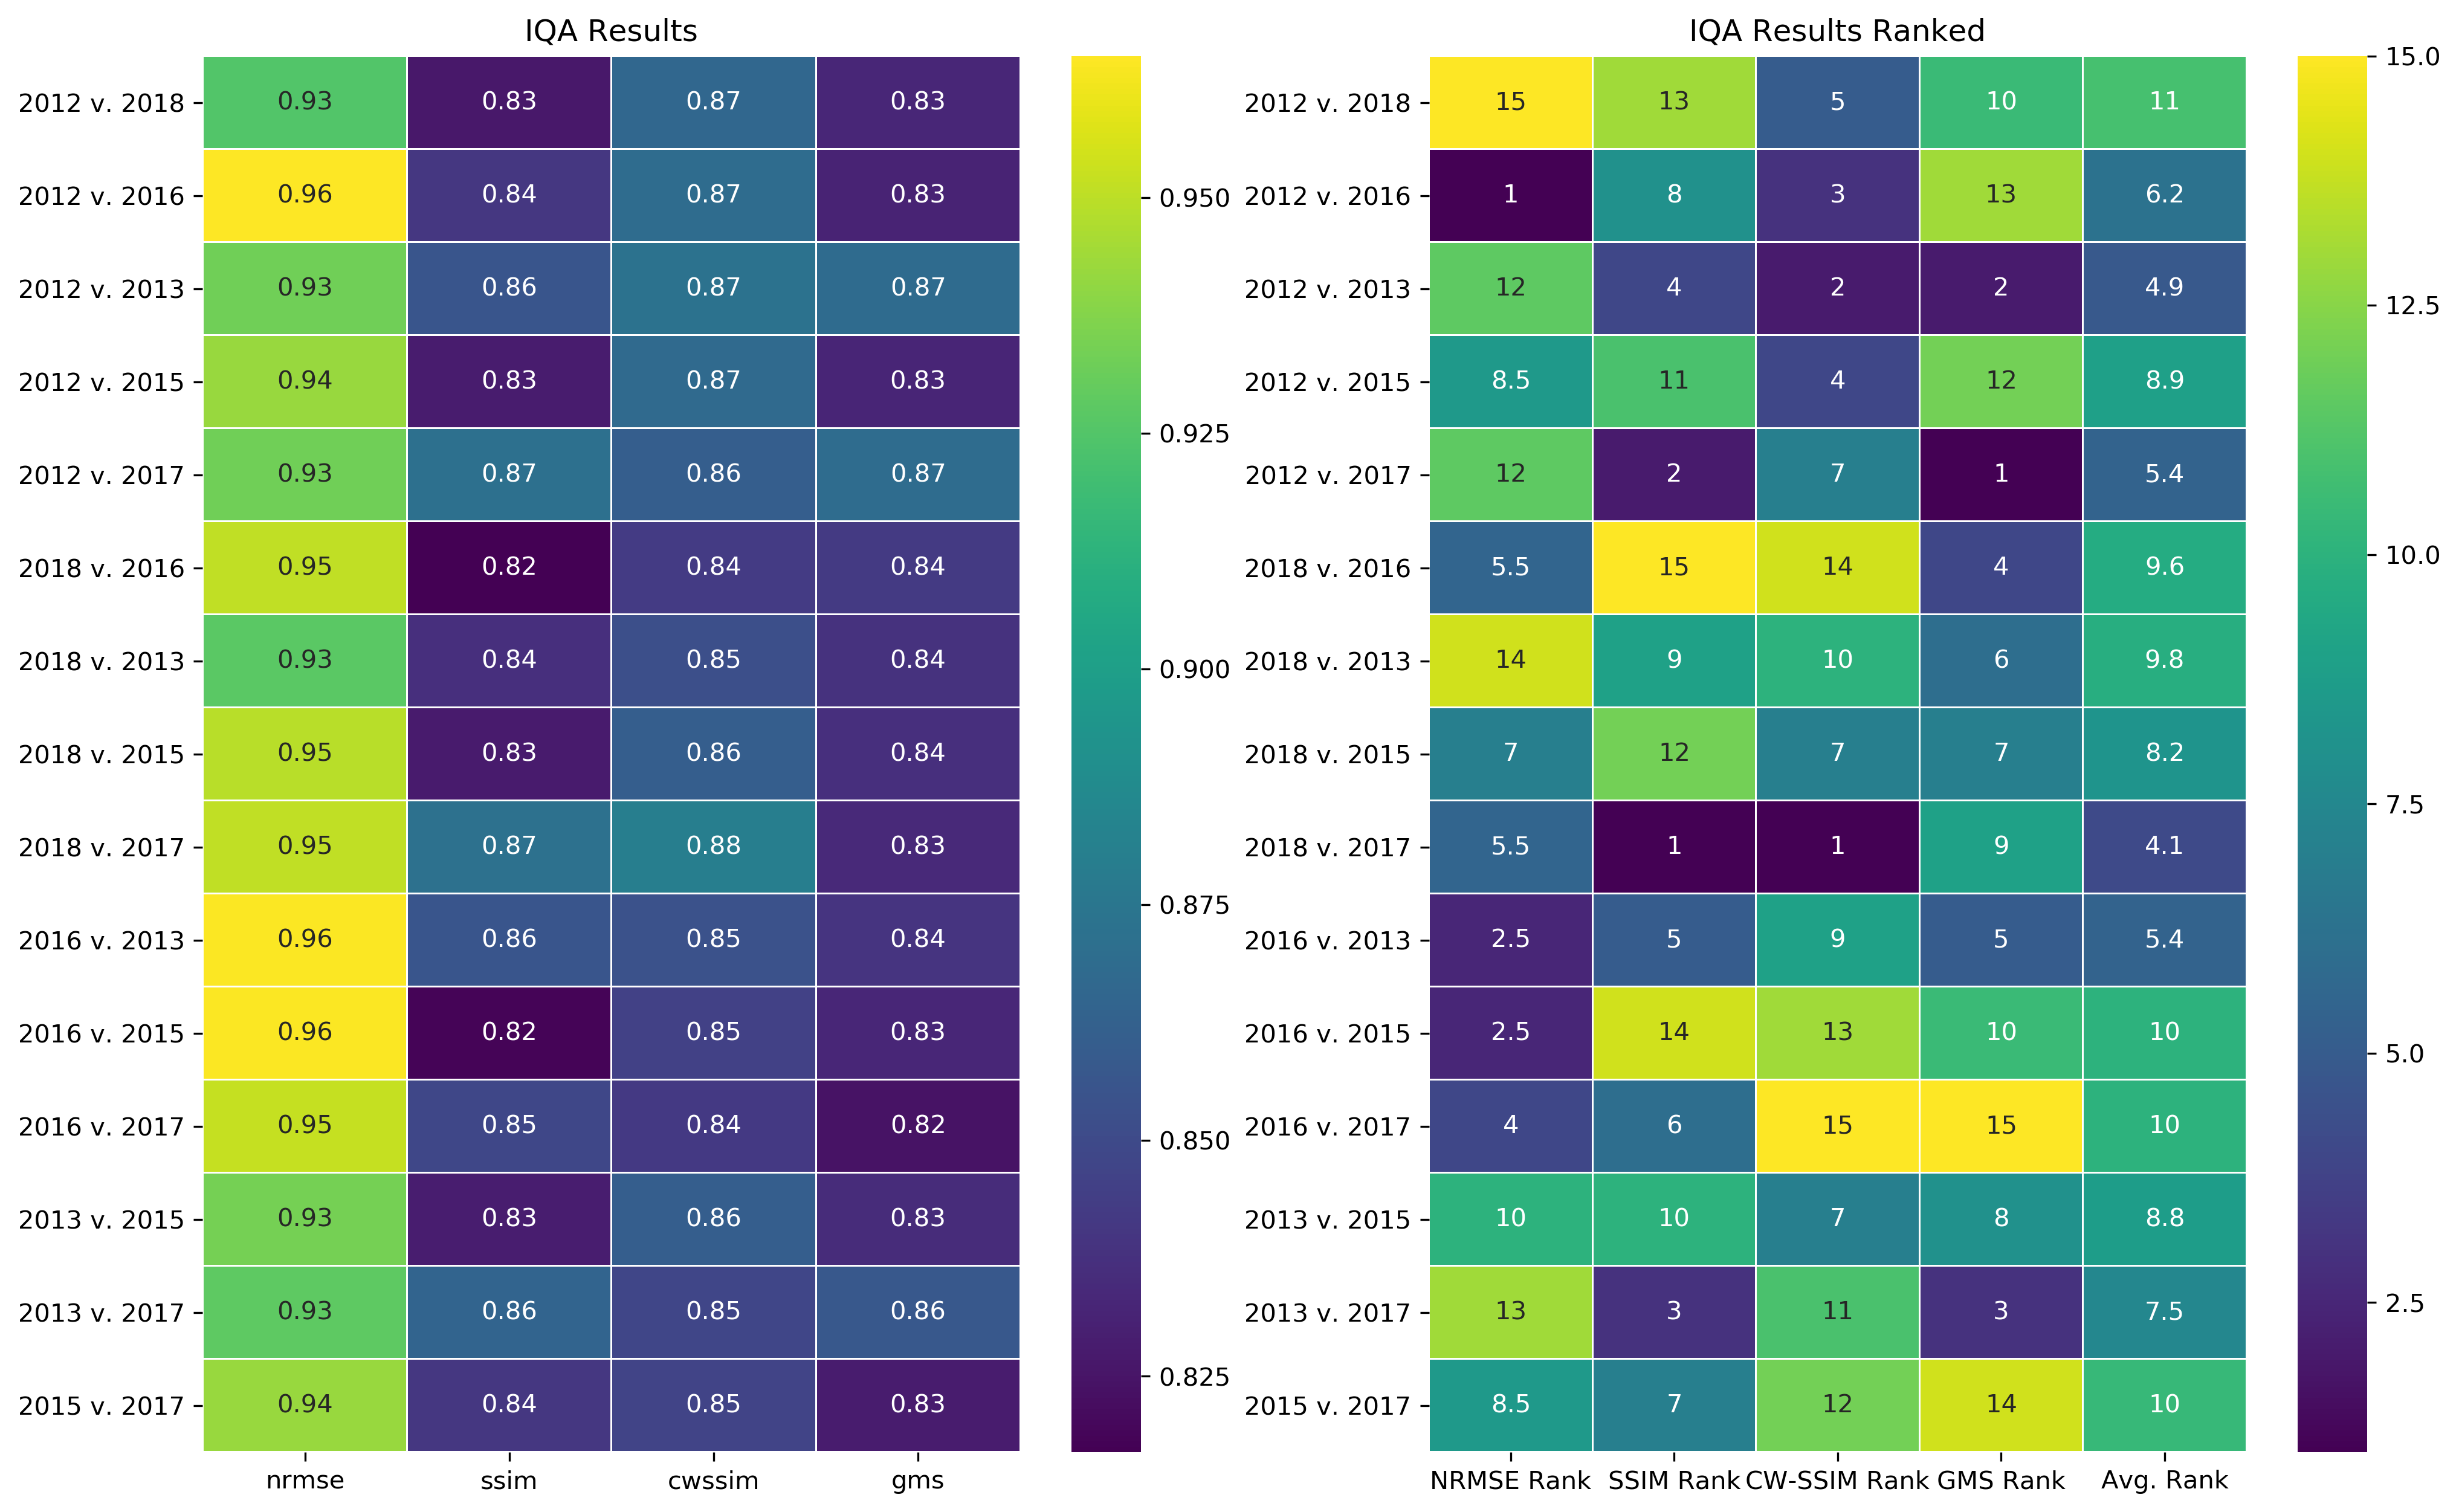 IQA Results
2012 v. 2018 0.93 0.83 0.87 0.83
2012 v. 2016 0.96 0.84 0.87 0.83
2012 v. 2013 0.93 0.86 0.87 0.87
2012 v. 2015 0.94 0.83 0.87 0.83
2012 v. 2017 0.93 0.87 0.86 0.87
2018 v. 2016 0.95 0.82 0.84 0.84
2018 v. 2013 0.93 0.84 0.85 0.84
2018 v. 2015 0.95 0.83 0.86 0.84
2018 v. 2017 0.95 0.87 0.88 0.83
2016 v. 2013 0.96 0.86 0.85 0.84
2016 v. 2015 0.96 0.82 0.85 0.83
2016 v. 2017 0.95 0.85 0.84 0.82
2013 v. 2015 0.93 0.83 0.86 0.83
2013 v. 2017 0.93 0.86 0.85 0.86
2015 v. 2017 0.94 0.84 0.85 0.83
nrmse ssim cwssim gms
0.950
0.925
0.900
0.875
0.850
0.825
IQA Results Ranked
2012 v. 2018 15 13 5 10 11
2012 v. 2016 1 8 3 13 6.2
2012 v. 2013 12 4 2 2 4.9
2012 v. 2015 8.5 11 4 12 8.9
2012 v. 2017 12 2 7 1 5.4
2018 v. 2016 5.5 15 14 4 9.6
2018 v. 2013 14 9 10 6 9.8
2018 v. 2015 7 12 7 7 8.2
2018 v. 2017 5.5 1 1 9 4.1
2016 v. 2013 2.5 5 9 5 5.4
2016 v. 2015 2.5 14 13 10 10
2016 v. 2017 4 6 15 15 10
2013 v. 2015 10 10 7 8 8.8
2013 v. 2017 13 3 11 3 7.5
2015 v. 2017 8.5 7 12 14 10
NRMSE Rank SSIM Rank CW-SSIM Rank GMS Rank Avg. Rank
15.0
12.5
10.0
7.5
5.0
2.5